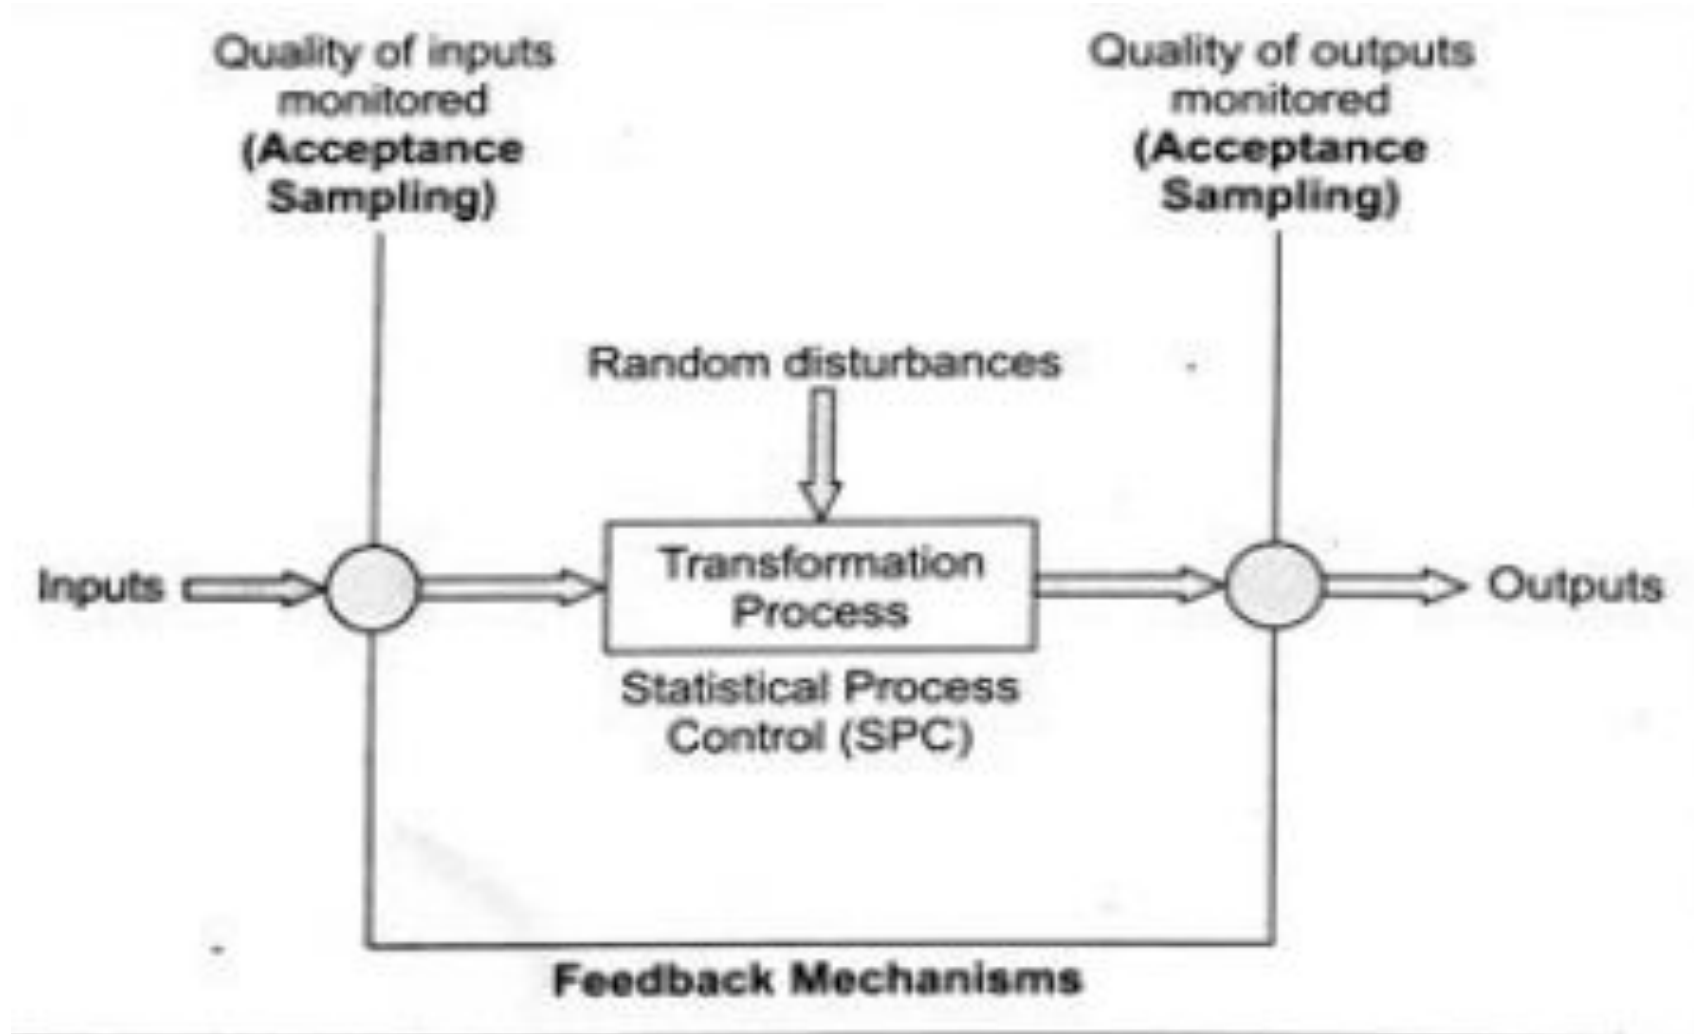 Quality of inputs
monitored
(Acceptance
Sampling)
Quality of outputs
monitored
(Acceptance
Sampling)
Random disturbances
Inputs
Transformation
Process
Outputs
Statistical Process
Control (SPC)
Feedback Mechanisms